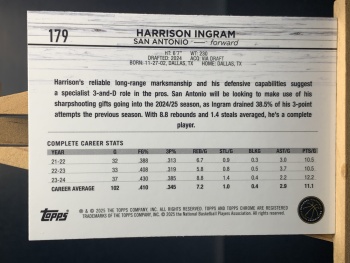 179
HARRISON INGRAM
SAN ANTONIO forward
HT: 6'7" WT: 230
DRAFTED: 2024 ACQ: VIA DRAFT
BORN: 11-27-02, DALLAS, TX HOME: DALLAS, TX
Harrison's reliable long-range marksmanship and his defensive capabilities suggest
a specialist 3-and-D role in the pros. San Antonio will be looking to make use of his
sharpshooting gifts going into the 2024/25 season, as Ingram drained 38.5% of his 3-point
attempts the previous season. With 8.8 rebounds and 1.4 steals averaged, he's a complete
player.
COMPLETE CAREER STATS
YEAR G FG% 3P% REB/G STL/G BLK/G AST/G PTS/G
21-22 32 .388 .313 6.7 0.9 0.3 3.0 10.5
22-23 33 .408 .319 5.8 0.8 0.5 3.7 10.5
23-24 37 .430 .385 8.8 1.4 0.4 2.2 12.2
CAREER AVERAGE 102 .410 .345 7.2 1.0 0.4 2.9 11.1
Topps
® & © 2025 THE TOPPS COMPANY, INC. ALL RIGHTS RESERVED. TOPPS AND TOPPS CHROME ARE REGISTERED
TRADEMARKS OF THE TOPPS COMPANY, INC. © 2025 the National Basketball Players Association. All rights reserved.